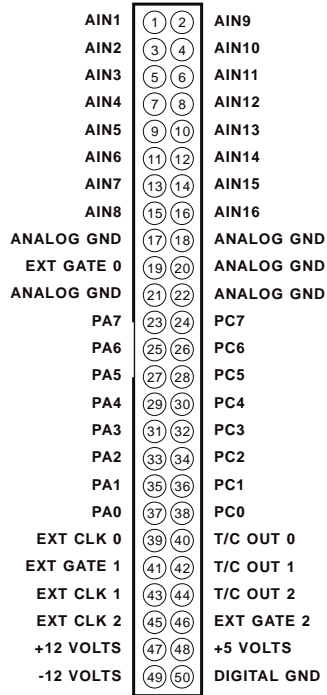 AIN1 1 2 AIN9
AIN2 3 4 AIN10
AIN3 5 6 AIN11
AIN4 7 8 AIN12
AIN5 9 10 AIN13
AIN6 11 12 AIN14
AIN7 13 14 AIN15
AIN8 15 16 AIN16
ANALOG GND 17 18 ANALOG GND
EXT GATE 0 19 20 ANALOG GND
ANALOG GND 21 22 ANALOG GND
PA7 23 24 PC7
PA6 25 26 PC6
PA5 27 28 PC5
PA4 29 30 PC4
PA3 31 32 PC3
PA2 33 34 PC2
PA1 35 36 PC1
PA0 37 38 PC0
EXT CLK 0 39 40 T/C OUT 0
EXT GATE 1 41 42 T/C OUT 1
EXT CLK 1 43 44 T/C OUT 2
EXT CLK 2 45 46 EXT GATE 2
+12 VOLTS 47 48 +5 VOLTS
-12 VOLTS 49 50 DIGITAL GND